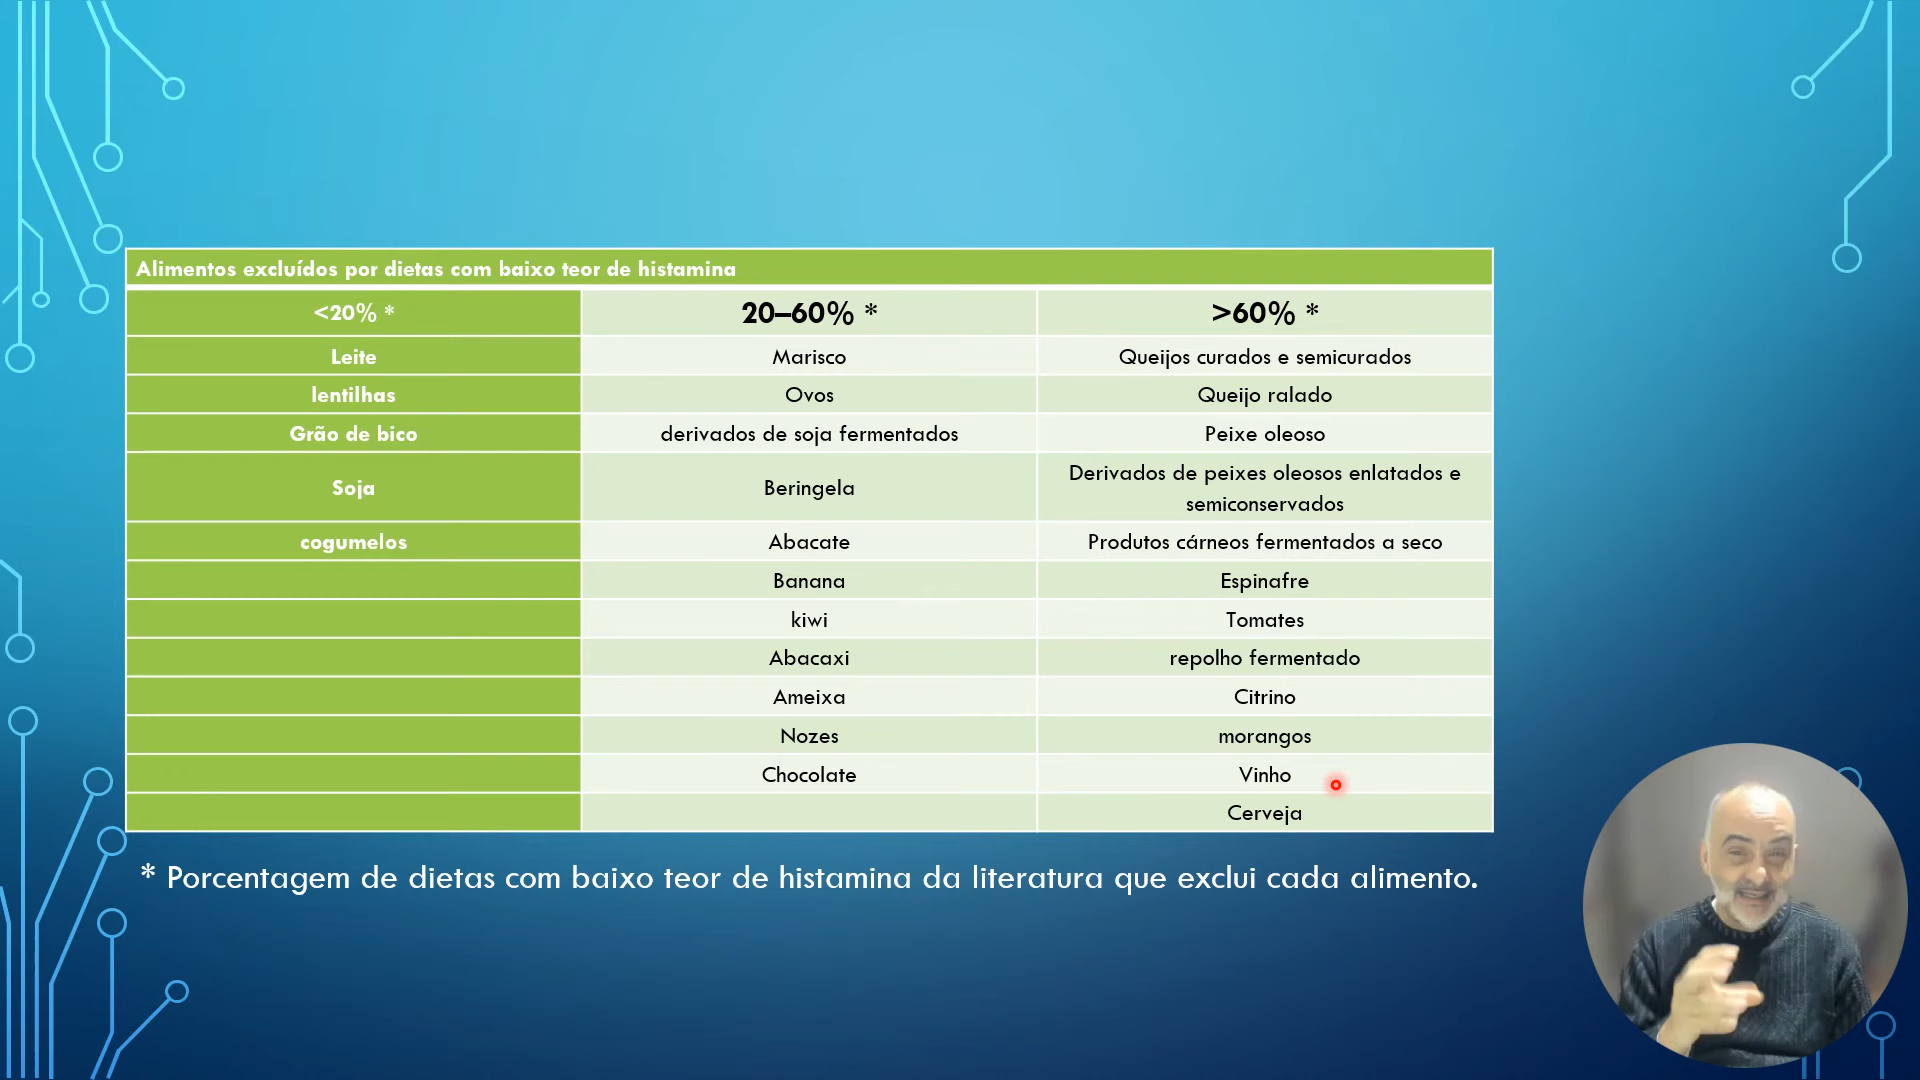 Alimentos excluídos por dietas com baixo teor de histamina
<20% * 20–60% * >60% *
Leite Marisco Queijos curados e semicurados
lentilhas Ovos Queijo ralado
Grão de bico derivados de soja fermentados Peixe oleoso
Soja Beringela Derivados de peixes oleosos enlatados e
semiconservados
cogumelos Abacate Produtos cárneos fermentados a seco
Banana Espinafre
kiwi Tomates
Abacaxi repolho fermentado
Ameixa Citrino
Nozes morangos
Chocolate Vinho
Cerveja
* Porcentagem de dietas com baixo teor de histamina da literatura que exclui cada alimento.